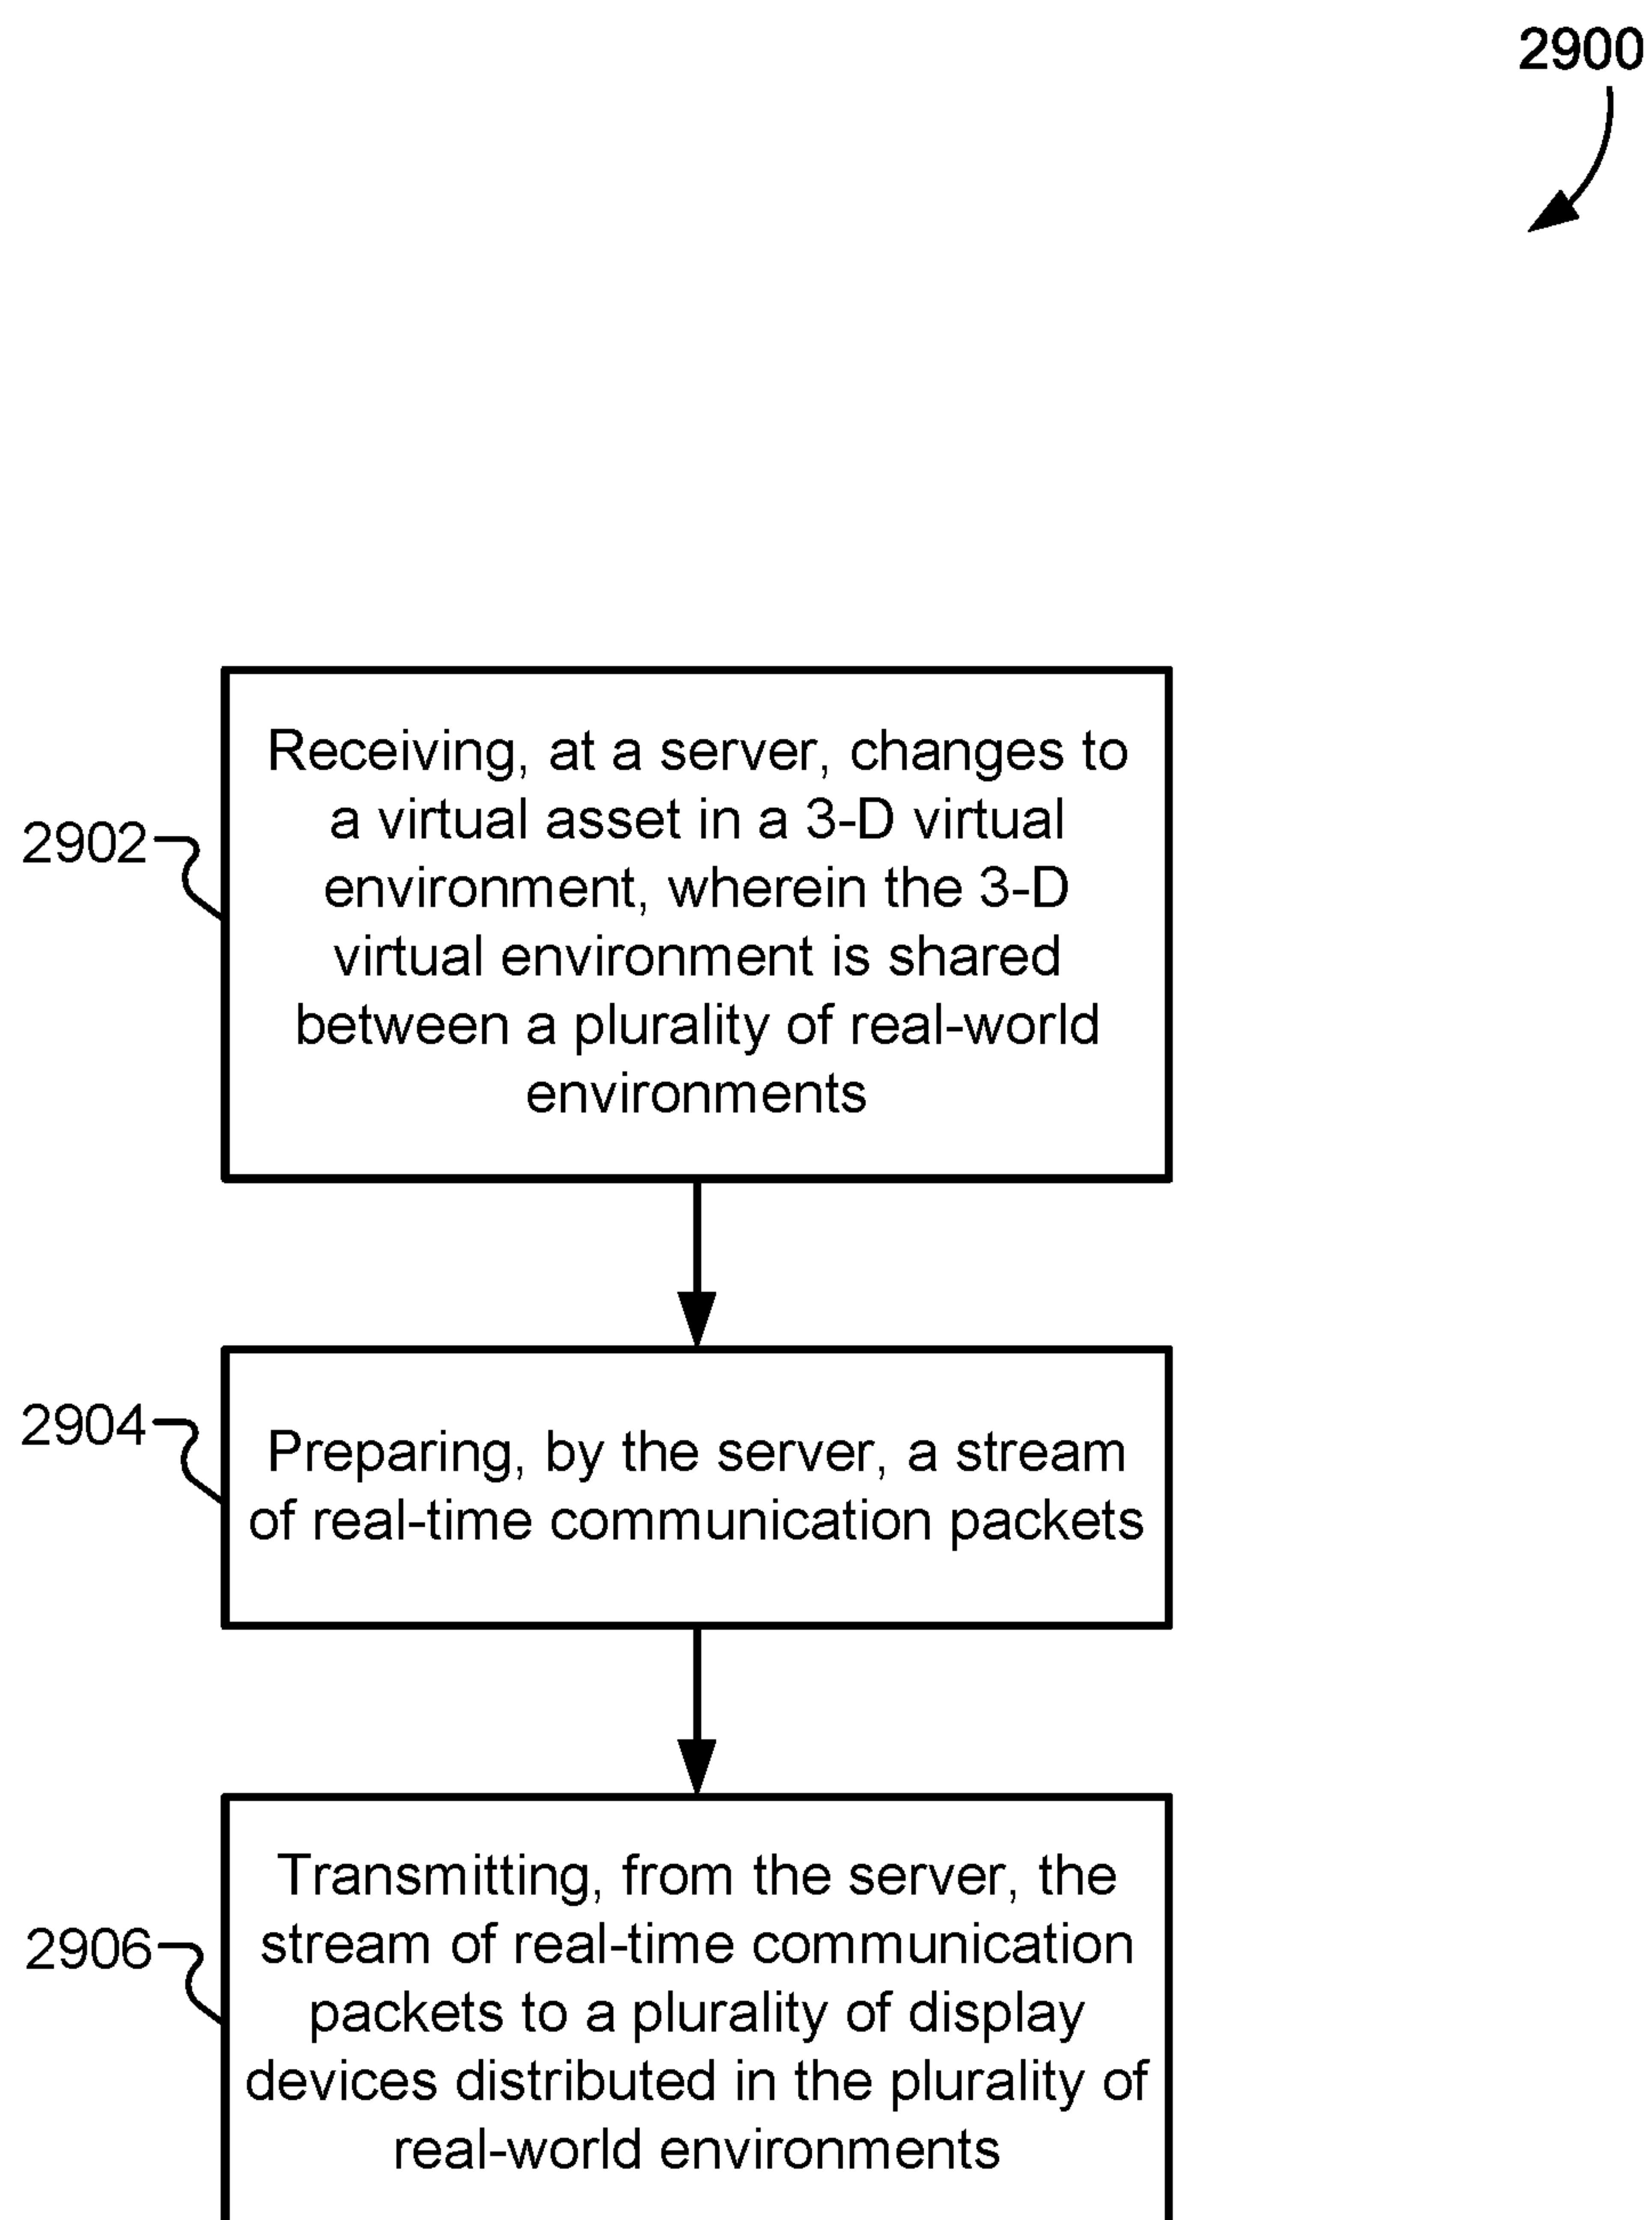 2900
2902
Receiving, at a server, changes to
a virtual asset in a 3-D virtual
environment, wherein the 3-D
virtual environment is shared
between a plurality of real-world
environments
2904
Preparing, by the server, a stream
of real-time communication packets
2906
Transmitting, from the server, the
stream of real-time communication
packets to a plurality of display
devices distributed in the plurality of
real-world environments